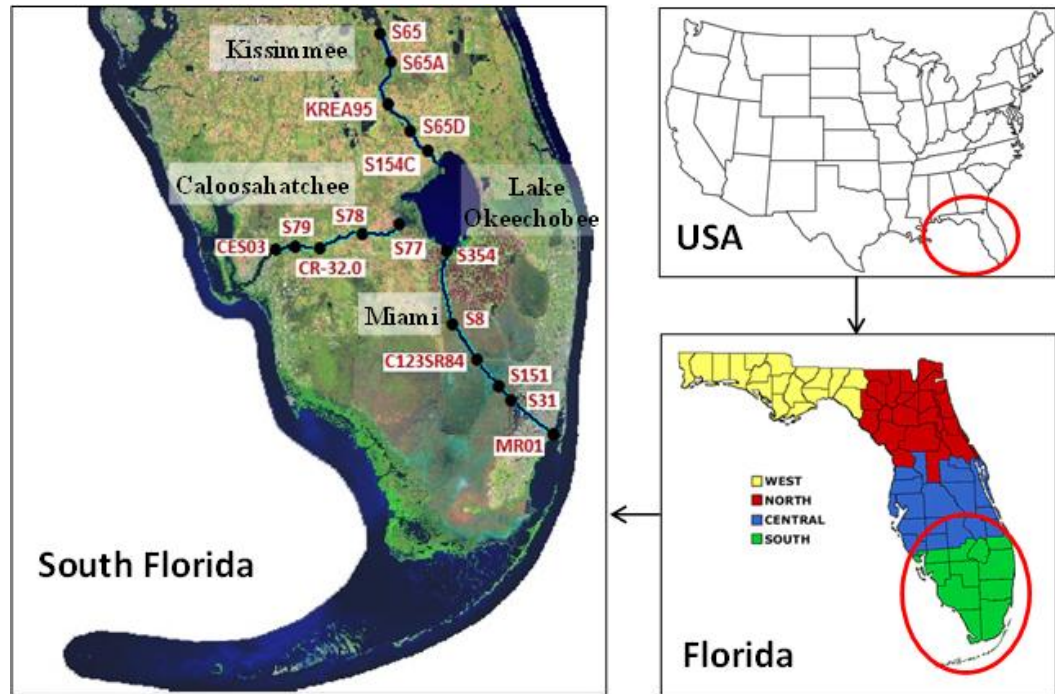 S65
Kissimmee
S65A
KREA95
S65D
S154C
Caloosahatchee
Lake
Okeechobee
S78
S79
CES03
CR-32.0
S77
S354
Miami
S8
C123SR84
S151
S31
MR01
South Florida
USA
WEST
NORTH
CENTRAL
SOUTH
Florida